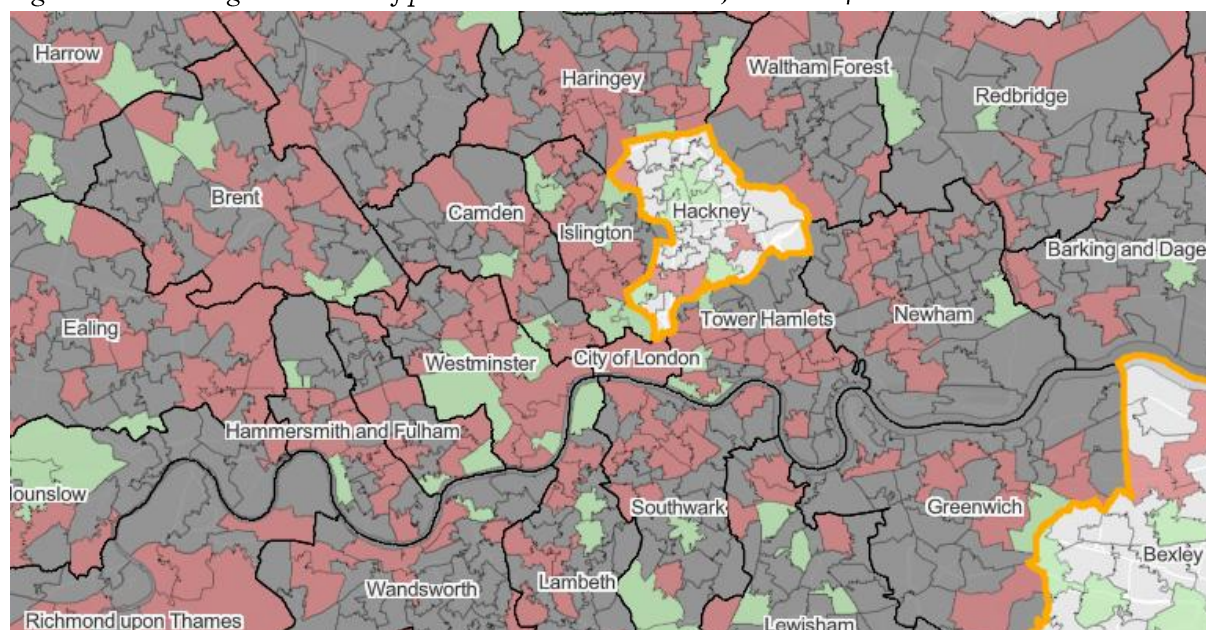 Harrow
Haringey
Waltham Forest
Redbridge
Brent
Camden
Hackney
Islington
Barking and Dage
Ealing
Tower Hamlets
Newham
Westminster
City of London
Hammersmith and Fulham
Hounslow
Southwark
Greenwich
Bexley
Wandsworth
Lambeth
Richmond upon Thames
Lewisham